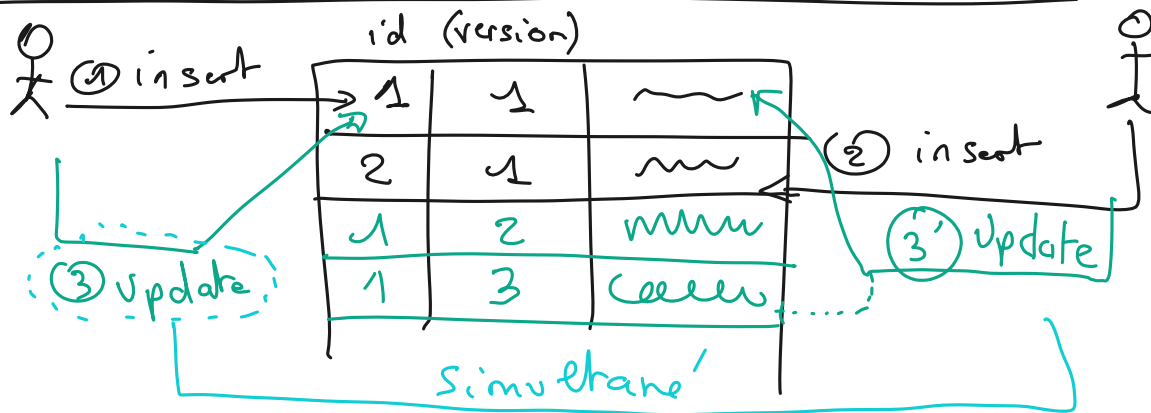 id (version)
① insert
1 1
② insert
2 1
1 2
③' Update
③ update
1 3
simultané